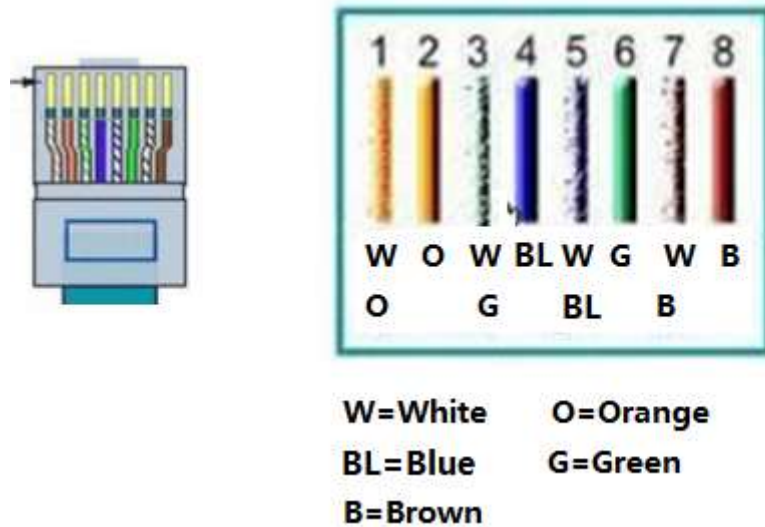 1 2 3 4 5 6 7 8
W O W BL W G W B
O G BL B
W=White O=Orange
BL=Blue G=Green
B=Brown